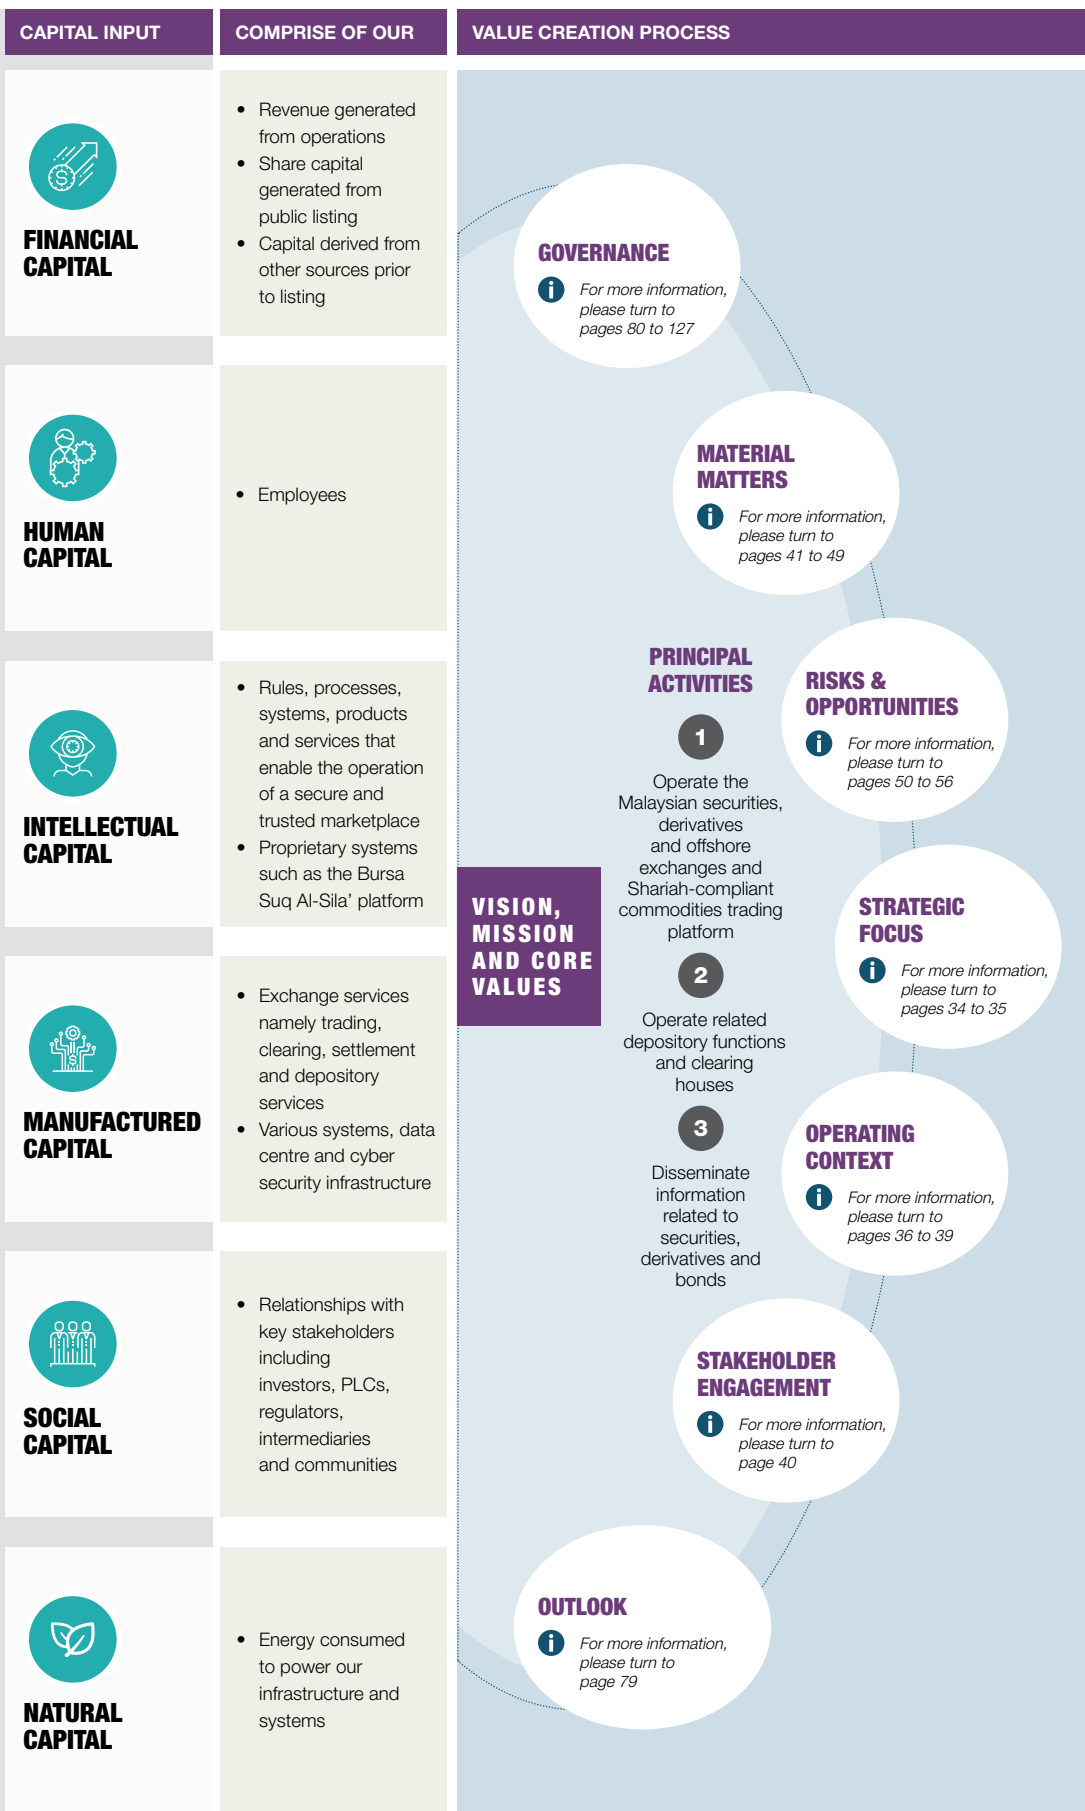 CAPITAL INPUT
COMPRISE OF OUR
VALUE CREATION PROCESS
FINANCIAL
CAPITAL
• Revenue generated
from operations
• Share capital
generated from
public listing
• Capital derived from
other sources prior
to listing
HUMAN
CAPITAL
• Employees
INTELLECTUAL
CAPITAL
• Rules, processes,
systems, products
and services that
enable the operation
of a secure and
trusted marketplace
• Proprietary systems
such as the Bursa
Suq Al-Sila’ platform
MANUFACTURED
CAPITAL
• Exchange services
namely trading,
clearing, settlement
and depository
services
• Various systems, data
centre and cyber
security infrastructure
SOCIAL
CAPITAL
• Relationships with
key stakeholders
including
investors, PLCs,
regulators,
intermediaries
and communities
NATURAL
CAPITAL
• Energy consumed
to power our
infrastructure and
systems
VISION,
MISSION
AND CORE
VALUES
PRINCIPAL
ACTIVITIES
1
Operate the
Malaysian securities,
derivatives
and offshore
exchanges and
Shariah-compliant
commodities trading
platform
2
Operate related
depository functions
and clearing
houses
3
Disseminate
information
related to
securities,
derivatives and
bonds
GOVERNANCE
i For more information,
please turn to
pages 80 to 127
MATERIAL
MATTERS
i For more information,
please turn to
pages 41 to 49
RISKS &
OPPORTUNITIES
i For more information,
please turn to
pages 50 to 56
STRATEGIC
FOCUS
i For more information,
please turn to
pages 34 to 35
OPERATING
CONTEXT
i For more information,
please turn to
pages 36 to 39
STAKEHOLDER
ENGAGEMENT
i For more information,
please turn to
page 40
OUTLOOK
i For more information,
please turn to
page 79